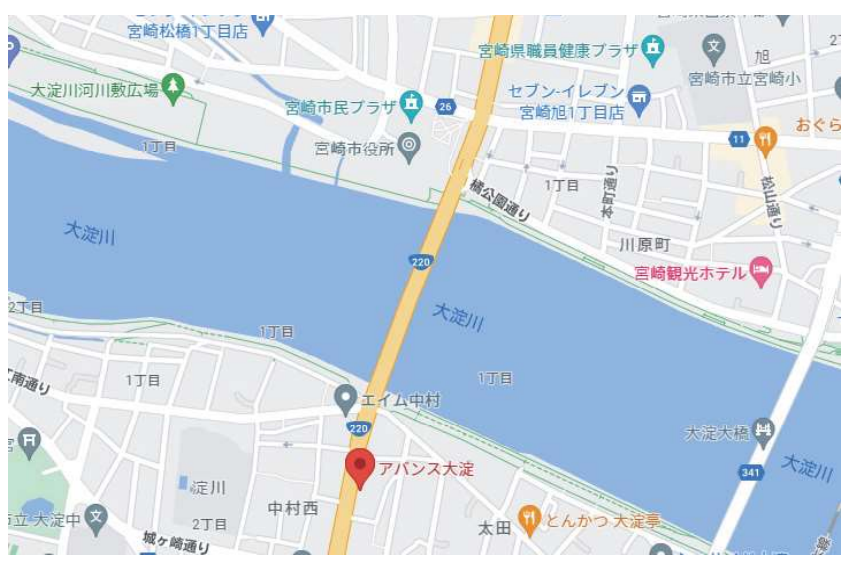 宮崎松橋1丁目店
宮崎県職員健康プラザ
旭
宮崎市立宮崎小
大淀川河川敷広場
宮崎市民プラザ
26
セブン-イレブン
宮崎旭1丁目店
11
おぐら
1丁目
宮崎市役所
橘公園通り
1丁目
本町通り
松山通り
大淀川
220
川原町
宮崎観光ホテル
2丁目
1丁目
大淀川
江南通り
1丁目
エイム中村
1丁目
220
大淀大橋
アバンス大淀
341
大淀川
淀川
中村西
2丁目
市立 大淀中
太田
とんかつ 大淀亭
城ヶ崎通り